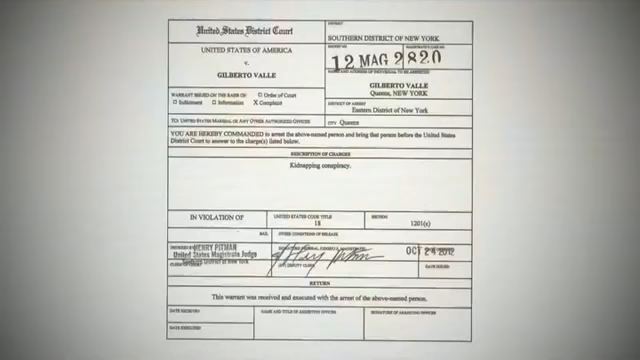 United States District Court
DISTRICT
SOUTHERN DISTRICT OF NEW YORK
UNITED STATES OF AMERICA
v.
GILBERTO VALLE
DOCKET NO.
MAGISTRATE'S CASE NO.
12 MAG 2820
NAME AND ADDRESS OF INDIVIDUAL TO BE ARRESTED
GILBERTO VALLE
Queens, NEW YORK
WARRANT ISSUED ON THE BASIS OF: □ Order of Court
□ Indictment □ Information X Complaint
DISTRICT OF ARREST
Eastern District of New York
TO: UNITED STATES MARSHAL OR ANY OTHER AUTHORIZED OFFICER
CITY Queens
YOU ARE HEREBY COMMANDED to arrest the above-named person and bring that person before the United States
District Court to answer to the charge(s) listed below.
DESCRIPTION OF CHARGES
Kidnapping conspiracy.
IN VIOLATION OF
UNITED STATES CODE TITLE
18
SECTION
1201(c)
BAIL
OTHER CONDITIONS OF RELEASE
HENRY PITMAN
United States Magistrate Judge
Southern District of New York
OCT 24 2012
CLERK OF COURT
(BY) DEPUTY CLERK
DATE ISSUED
RETURN
This warrant was received and executed with the arrest of the above-named person.
DATE RECEIVED
NAME AND TITLE OF ARRESTING OFFICER
SIGNATURE OF ARRESTING OFFICER
DATE EXECUTED